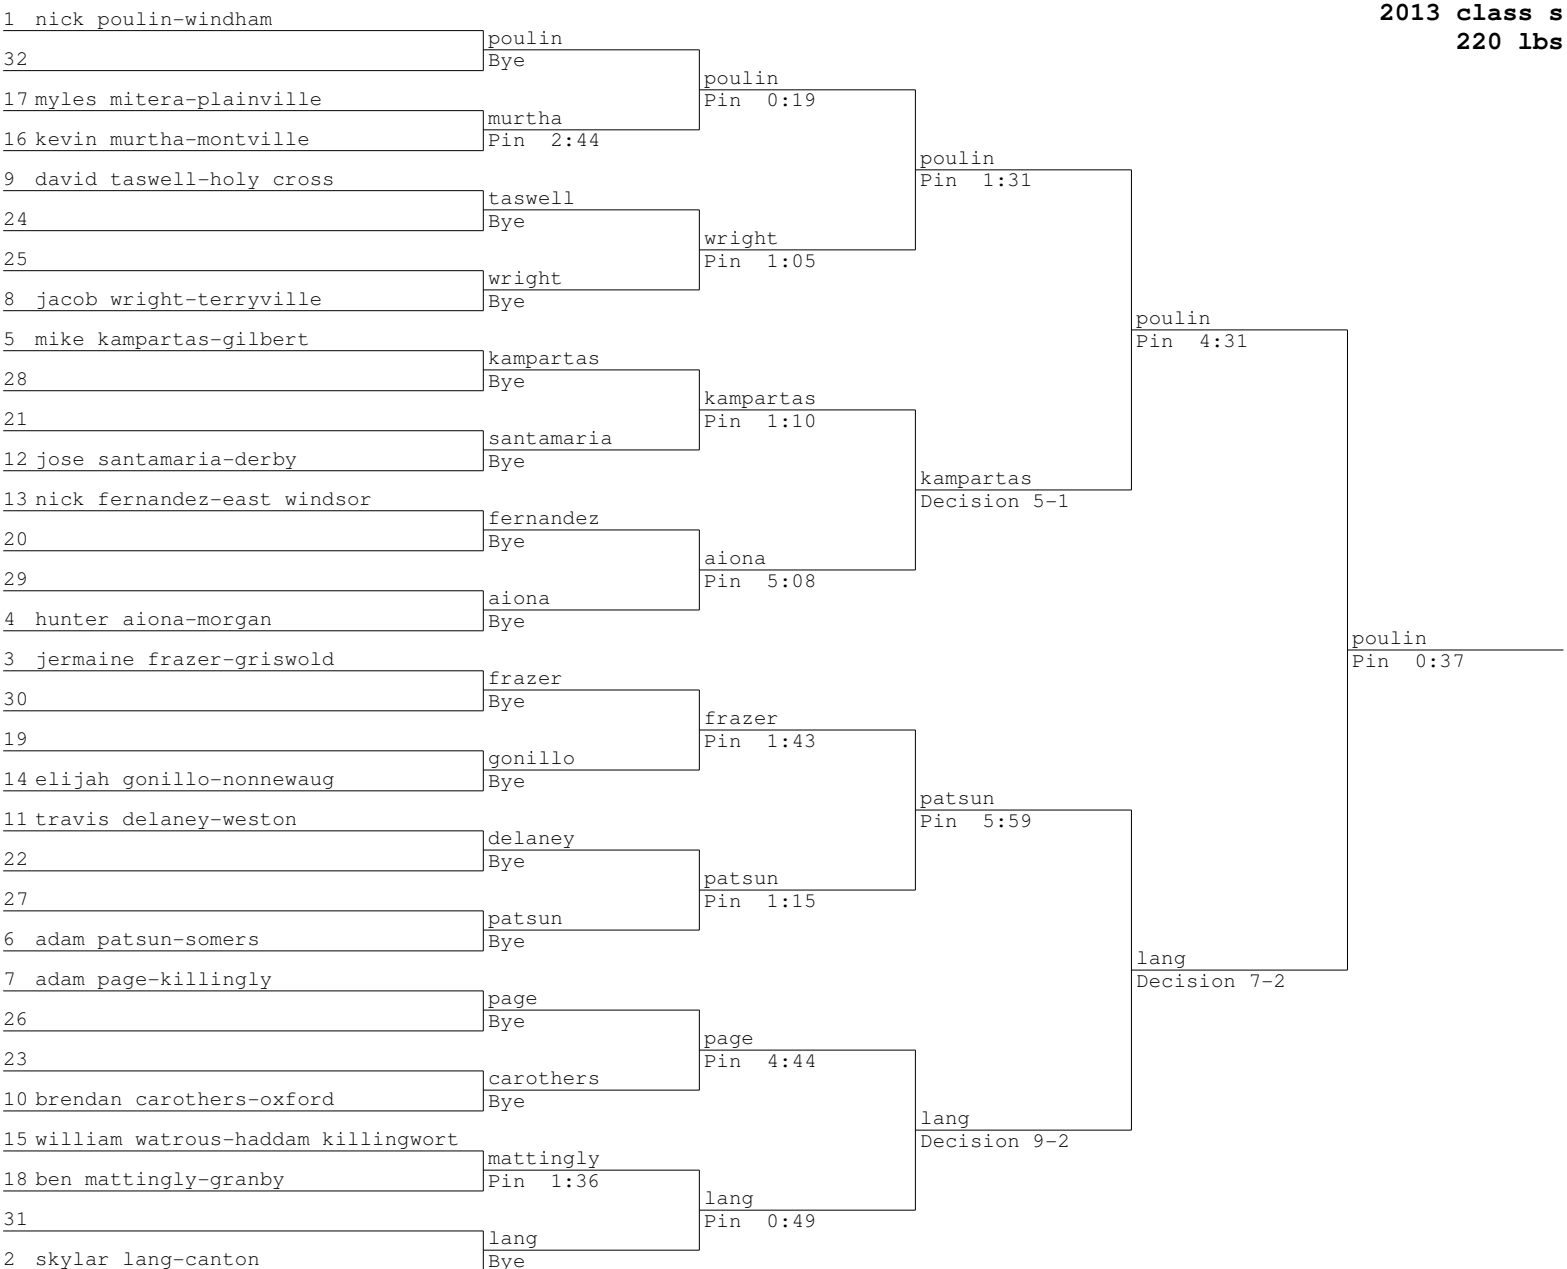 2013 class s
220 lbs
1 nick poulin-windham
32
17 myles mitera-plainville
16 kevin murtha-montville
9 david taswell-holy cross
24
25
8 jacob wright-terryville
5 mike kampartas-gilbert
28
21
12 jose santamaria-derby
13 nick fernandez-east windsor
20
29
4 hunter aiona-morgan
3 jermaine frazer-griswold
30
19
14 elijah gonillo-nonnewaug
11 travis delaney-weston
22
27
6 adam patsun-somers
7 adam page-killingly
26
23
10 brendan carothers-oxford
15 william watrous-haddam killingwort
18 ben mattingly-granby
31
2 skylar lang-canton
poulin
Bye
murtha
Pin 2:44
taswell
Bye
wright
Bye
kampartas
Bye
santamaria
Bye
fernandez
Bye
aiona
Bye
frazer
Bye
gonillo
Bye
delaney
Bye
patsun
Bye
page
Bye
carothers
Bye
mattingly
Pin 1:36
lang
Bye
poulin
Pin 0:19
wright
Pin 1:05
kampartas
Pin 1:10
aiona
Pin 5:08
frazer
Pin 1:43
patsun
Pin 1:15
page
Pin 4:44
lang
Pin 0:49
poulin
Pin 1:31
kampartas
Decision 5-1
patsun
Pin 5:59
lang
Decision 9-2
poulin
Pin 4:31
lang
Decision 7-2
poulin
Pin 0:37